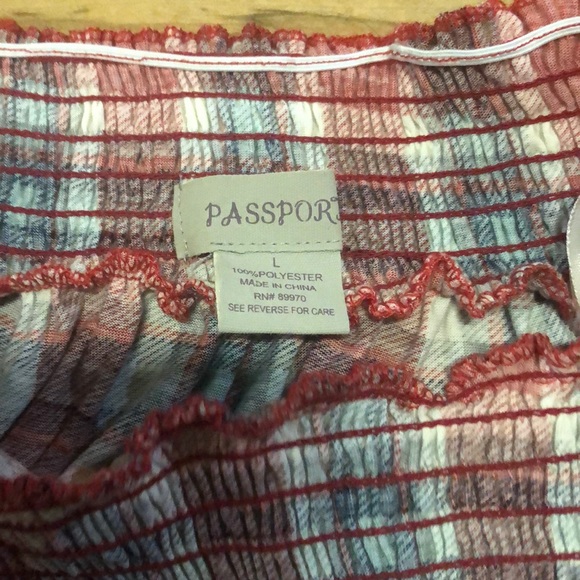 PASSPORT
L
100%POLYESTER
MADE IN CHINA
RN# 89970
SEE REVERSE FOR CARE